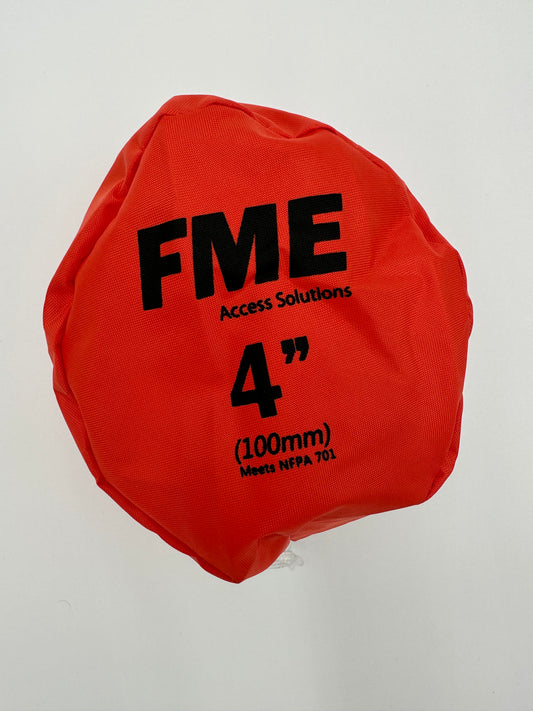 FME
Access Solutions
4”
(100mm)
Meets NFPA 701